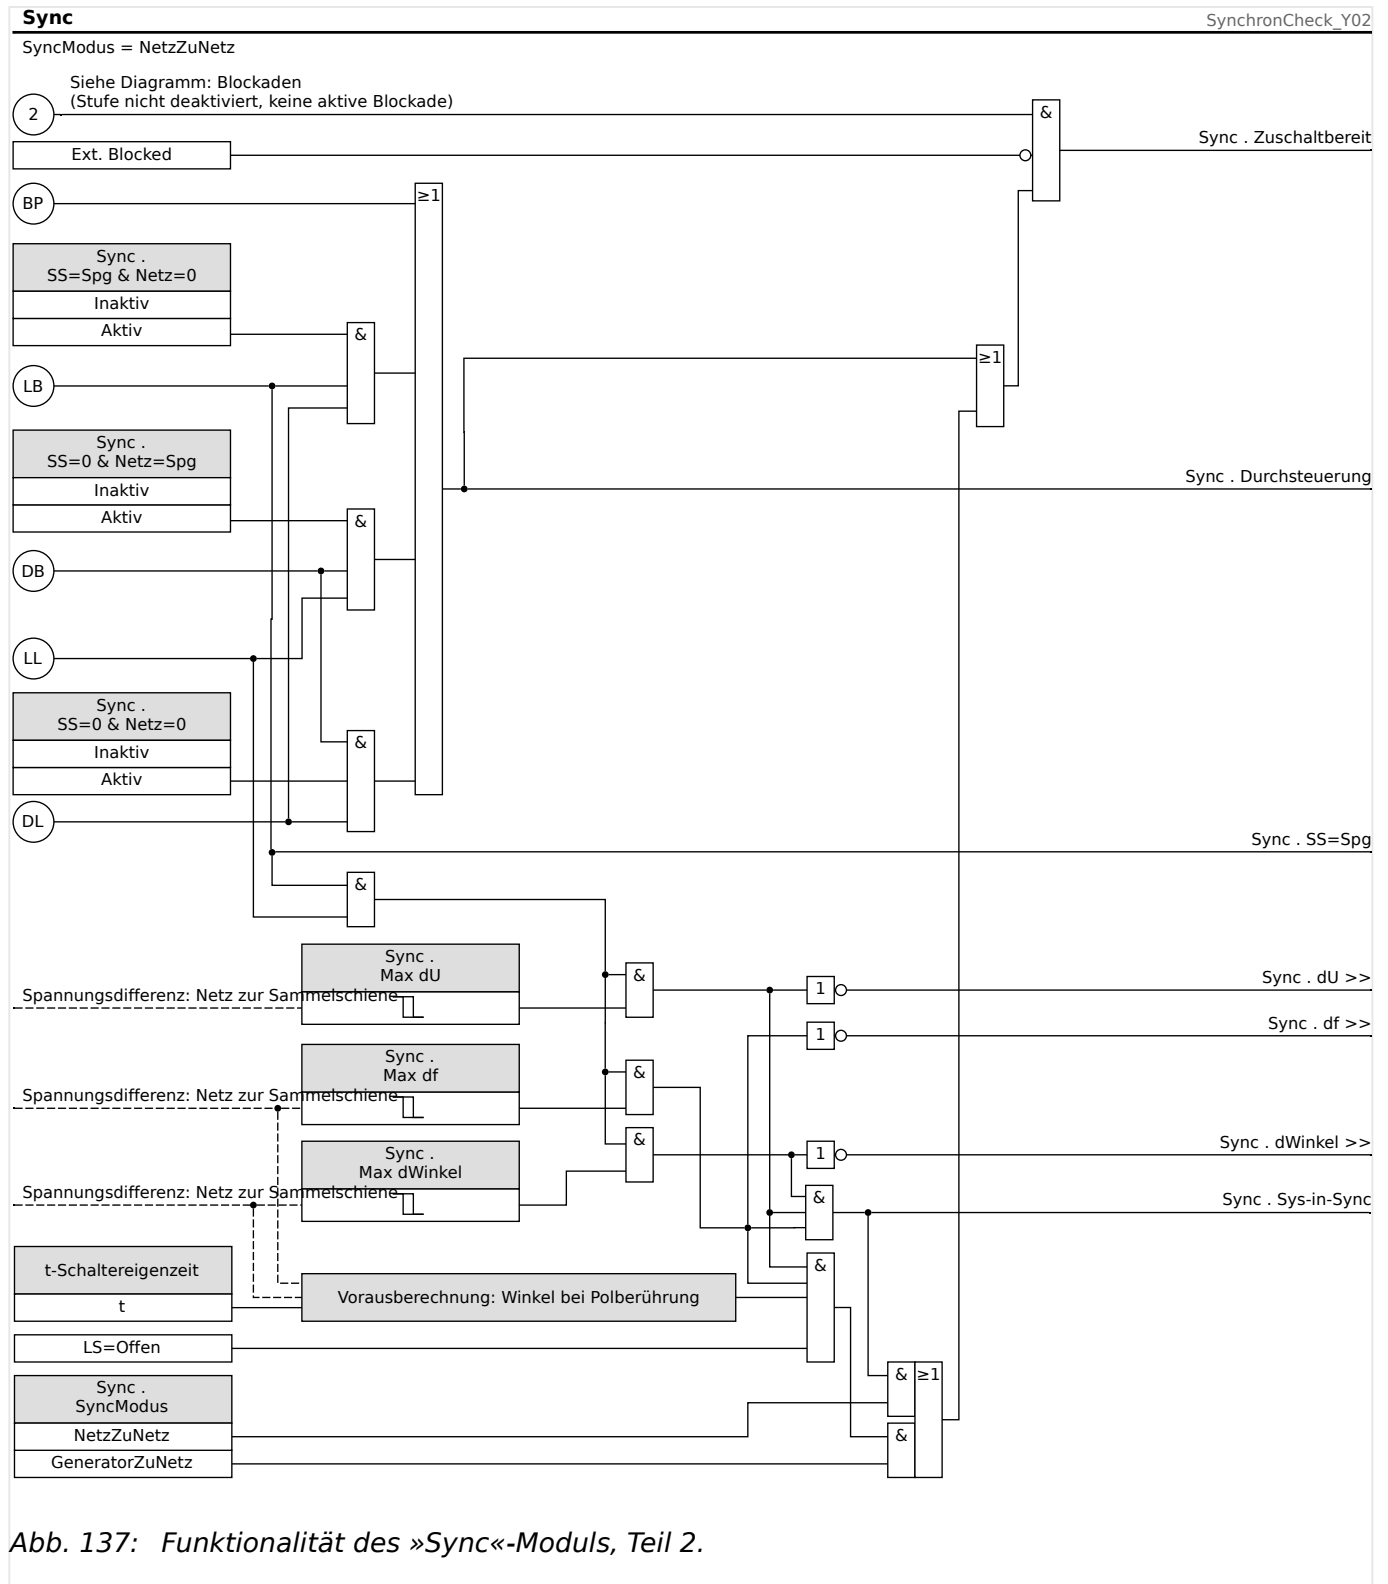 Sync
SynchronCheck_Y02
SyncModus = NetzZuNetz
Siehe Diagramm: Blockaden
(Stufe nicht deaktiviert, keine aktive Blockade)
2
&
Sync . Zuschaltbereit
Ext. Blocked
BP
≥1
Sync .
SS=Spg & Netz=0
Inaktiv
Aktiv
&
≥1
LB
Sync .
SS=0 & Netz=Spg
Inaktiv
Aktiv
&
Sync . Durchsteuerung
DB
LL
Sync .
SS=0 & Netz=0
Inaktiv
Aktiv
&
DL
Sync . SS=Spg
&
Sync .
Max dU
Spannungsdifferenz: Netz zur Sammelschiene
&
1
Sync . dU >>
1
Sync . df >>
Sync .
Max df
Spannungsdifferenz: Netz zur Sammelschiene
&
Sync .
Max dWinkel
Spannungsdifferenz: Netz zur Sammelschiene
&
1
Sync . dWinkel >>
&
Sync . Sys-in-Sync
t-Schaltereigenzeit
t
Vorausberechnung: Winkel bei Polberührung
&
LS=Offen
Sync .
SyncModus
NetzZuNetz
GeneratorZuNetz
&
≥1
&
Abb. 137: Funktionalität des »Sync«-Moduls, Teil 2.